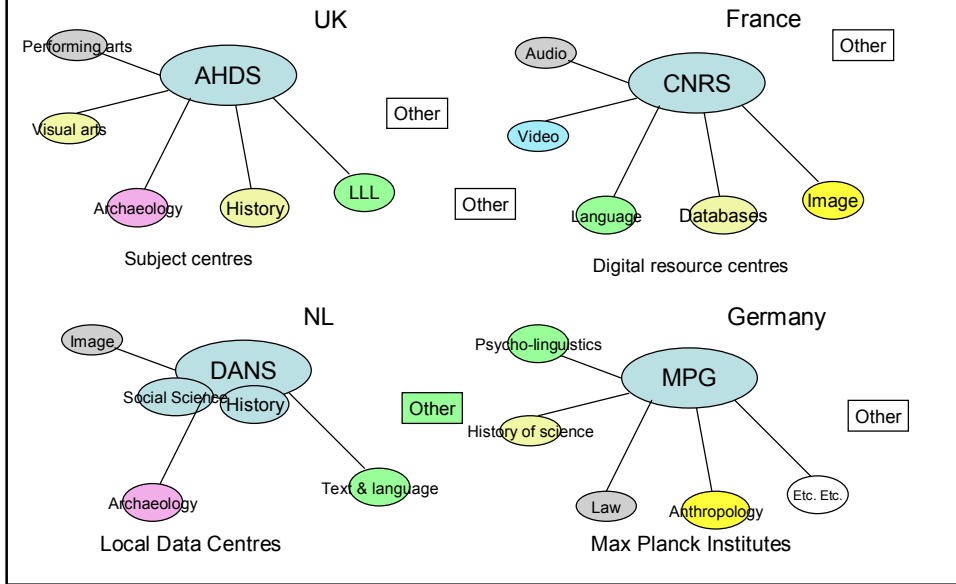 UK
Performing arts
AHDS
Other
Visual arts
Archaeology
History
LLL
Subject centres
France
Other
Audio
CNRS
Video
Other
Language
Databases
Image
Digital resource centres
NL
Image
DANS
Social Science
History
Other
Archaeology
Text & language
Local Data Centres
Germany
Psycho-linguistics
MPG
Other
History of science
Law
Anthropology
Etc. Etc.
Max Planck Institutes